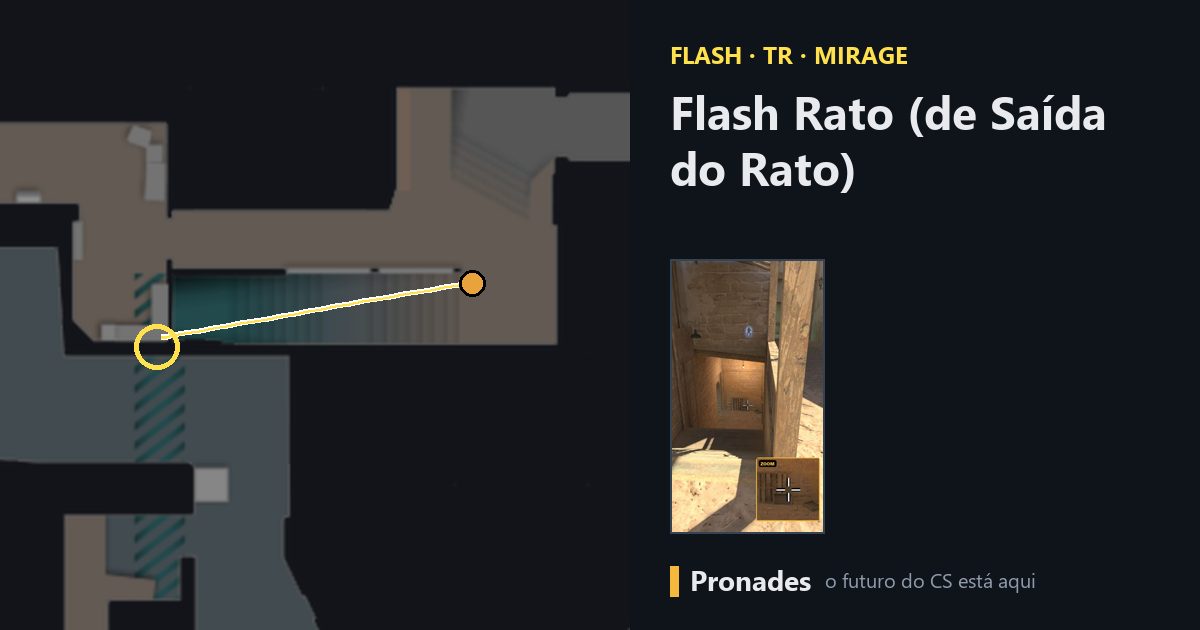 FLASH · TR · MIRAGE
Flash Rato (de Saída
do Rato)
ZOOM
Pronades o futuro do CS está aqui